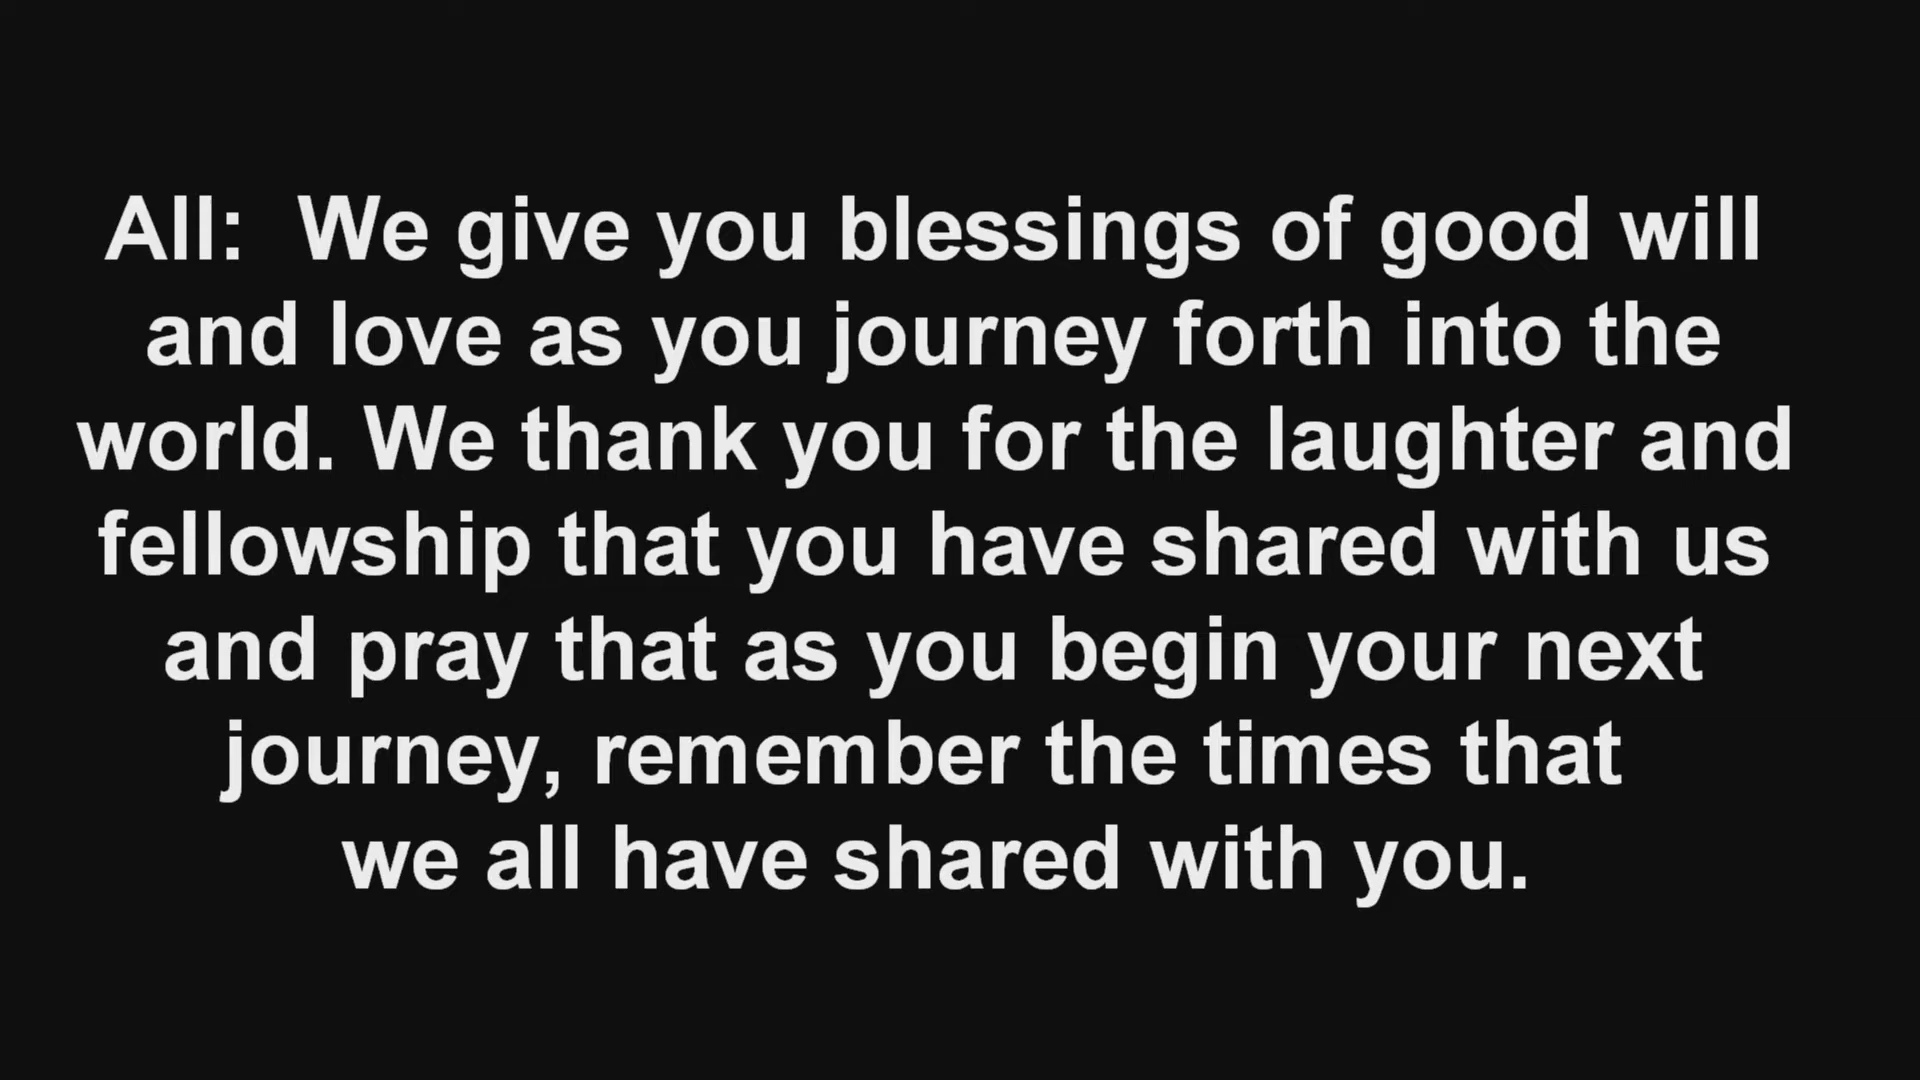 All:  We give you blessings of good will
and love as you journey forth into the
world. We thank you for the laughter and
fellowship that you have shared with us
and pray that as you begin your next
journey, remember the times that
we all have shared with you.